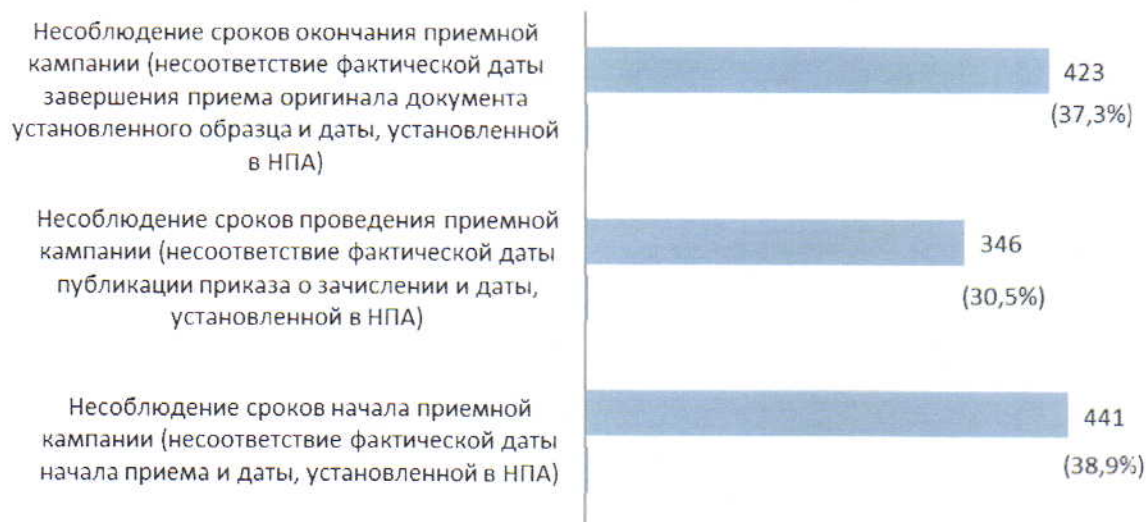 Несоблюдение сроков окончания приемной
кампании (несоответствие фактической даты
завершения приема оригинала документа
установленного образца и даты, установленной
в НПА)
423
(37,3%)
Несоблюдение сроков проведения приемной
кампании (несоответствие фактической даты
публикации приказа о зачислении и даты,
установленной в НПА)
346
(30,5%)
Несоблюдение сроков начала приемной
кампании (несоответствие фактической даты
начала приема и даты, установленной в НПА)
441
(38,9%)